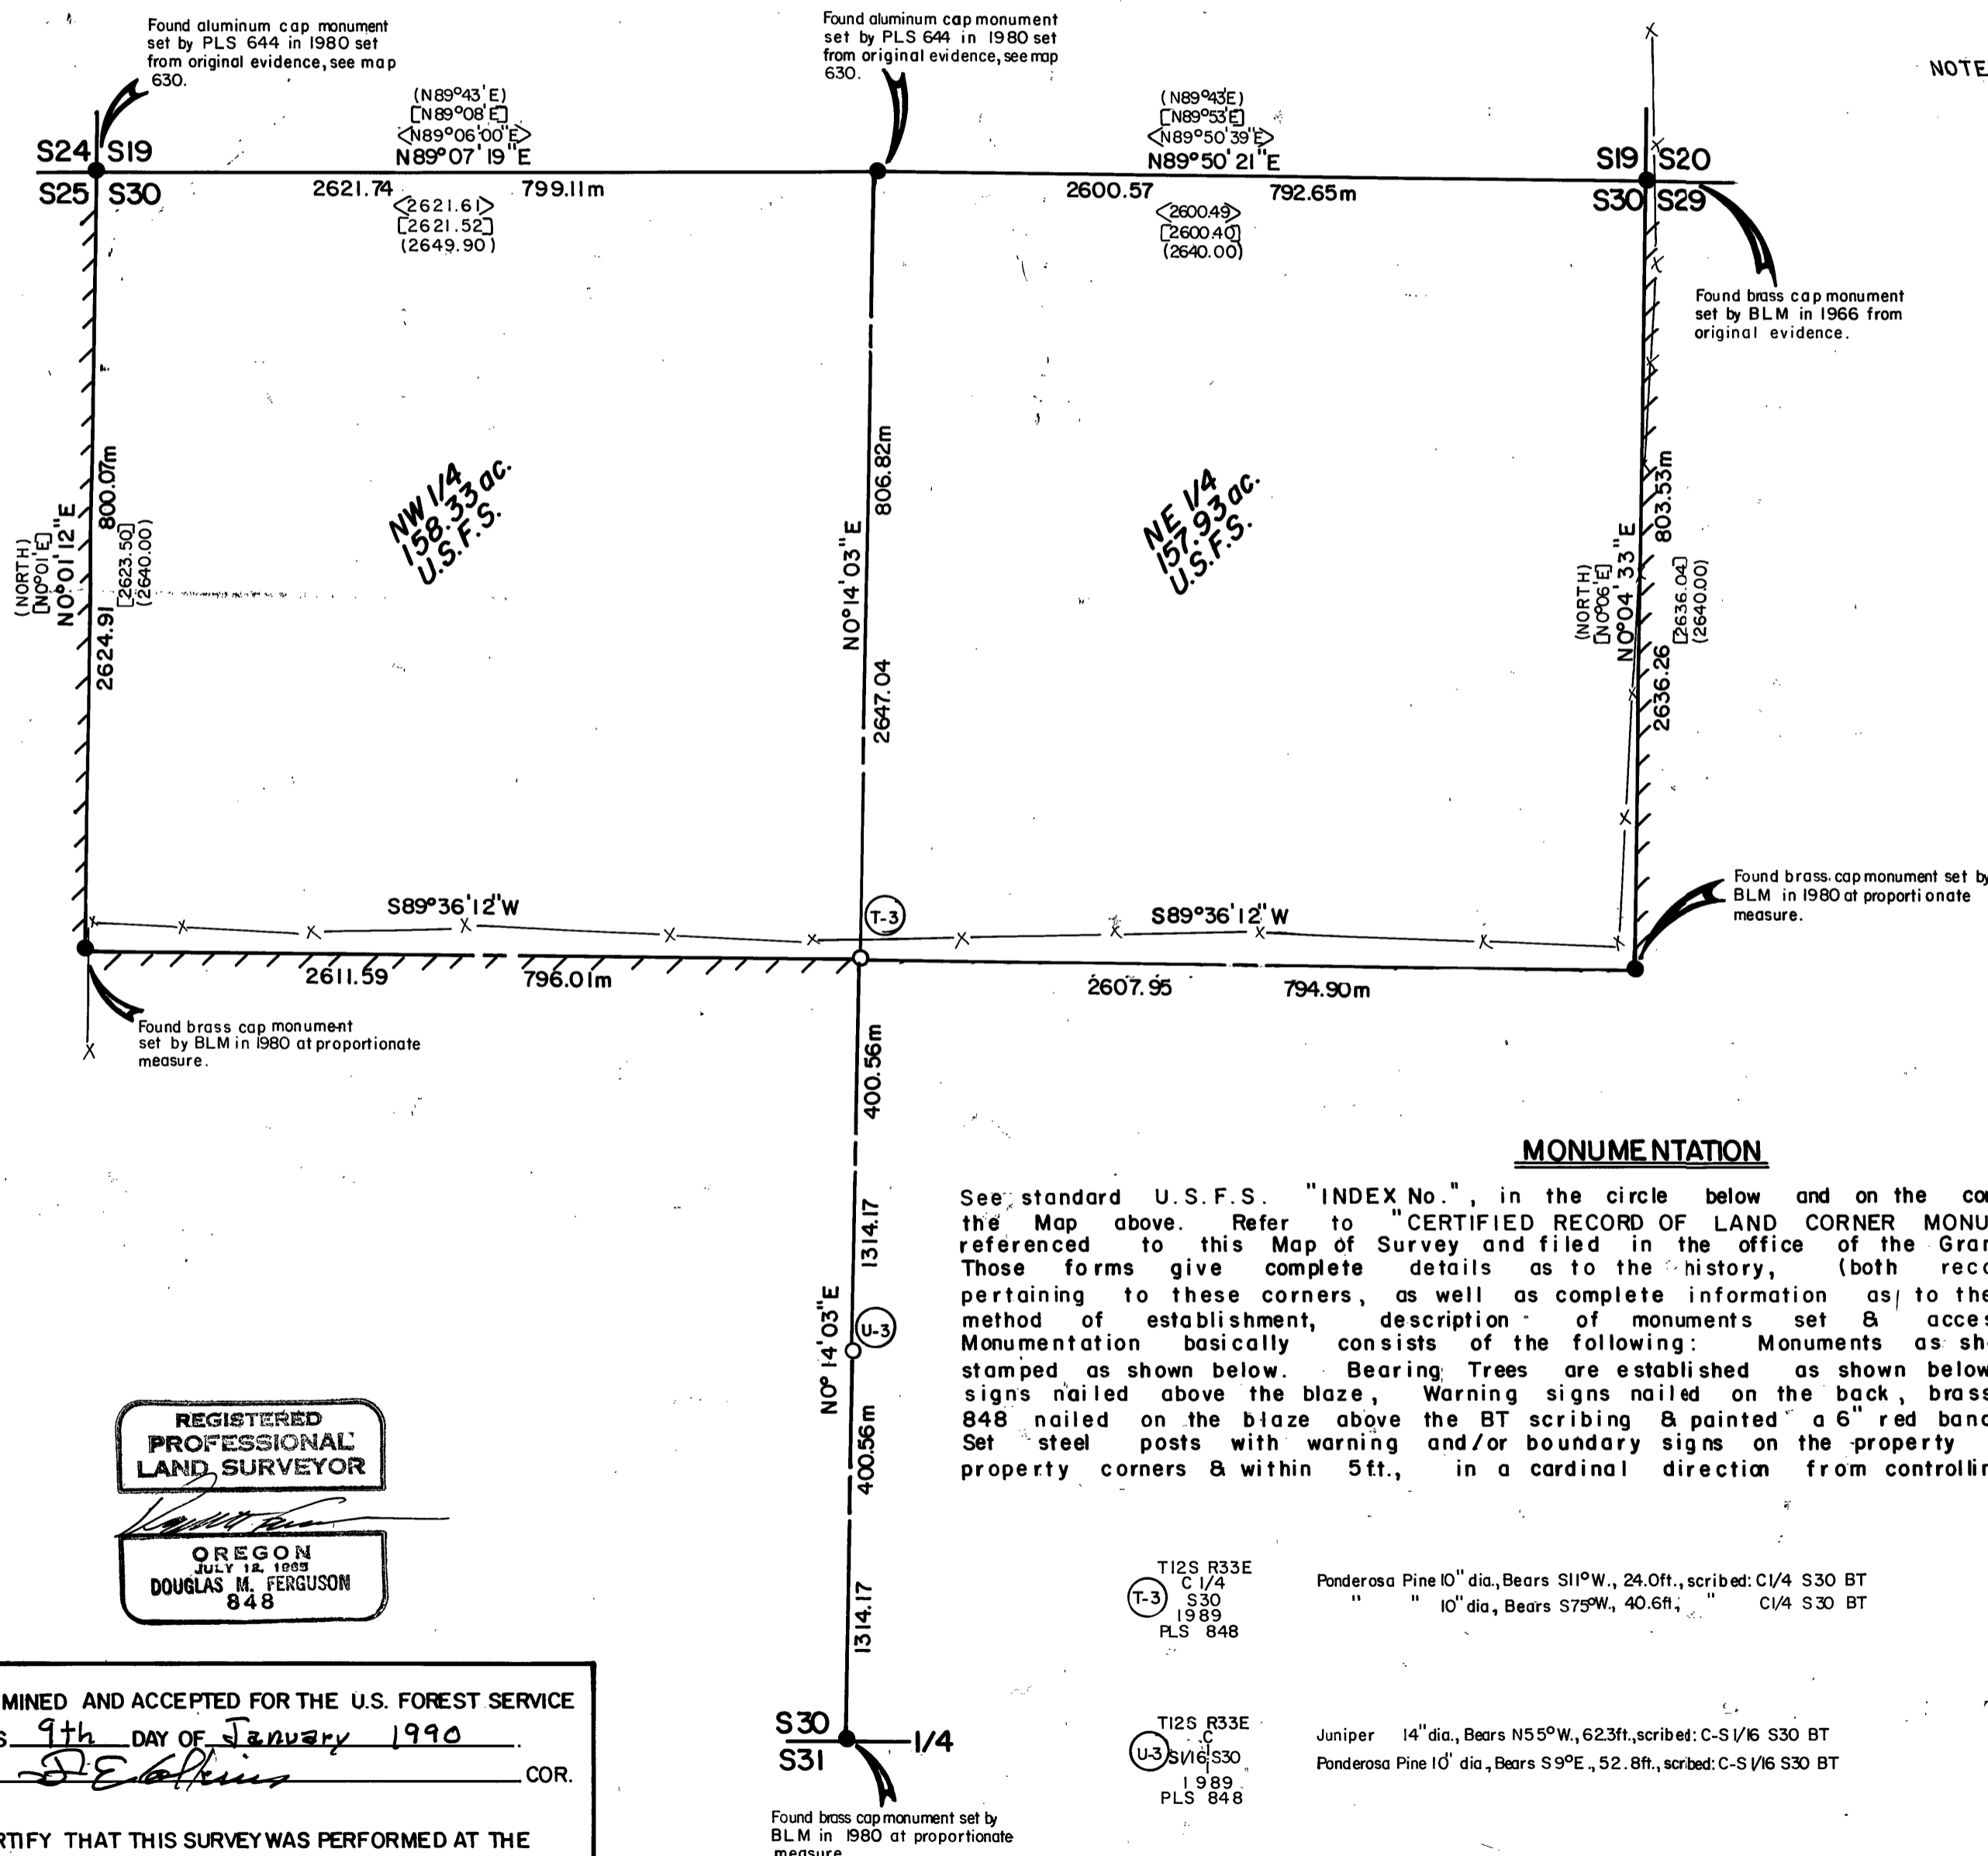 Found aluminum cap monument
set by PLS 644 in 1980 set
from original evidence, see map
630.
Found aluminum cap monument
set by PLS 644 in 1980 set
from original evidence, see map
630.
NOTE
(N89°43'E)
[N89°08'E]
<N89°06'00"E>
N89°07'19"E
(N89°43'E)
[N89°53'E]
<N89°50'39"E>
N89°50'21"E
S24 S19
S25 S30
2621.74 799.11m
<2621.61>
[2621.52]
(2649.90)
2600.57 792.65m
<2600.49>
[2600.40]
(2640.00)
S19 S20
S30 S29
Found brass cap monument
set by BLM in 1966 from
original evidence.
(NORTH)
[N0°01'E]
N0°01'12"E
2624.91 800.07m
[2623.50]
(2640.00)
NW 1/4
158.33 ac.
U.S.F.S.
N0°14'03"E
2647.04 806.82m
NE 1/4
157.93 ac.
U.S.F.S.
(NORTH)
[N0°06'E]
N0°04'33"E
2636.26 803.53m
[2636.04]
(2640.00)
S89°36'12"W
T-3
S89°36'12"W
2611.59 796.01m
2607.95 794.90m
Found brass cap monument set by
BLM in 1980 at proportionate
measure.
Found brass cap monument
set by BLM in 1980 at proportionate
measure.
1314.17 400.56m
N0°14'03"E
U-3
1314.17 400.56m
MONUMENTATION
See standard U.S.F.S. "INDEX No.", in the circle below and on the co
the Map above. Refer to "CERTIFIED RECORD OF LAND CORNER MONU
referenced to this Map of Survey and filed in the office of the Gran
Those forms give complete details as to the history, (both reco
pertaining to these corners, as well as complete information as to the
method of establishment, description of monuments set & acces
Monumentation basically consists of the following: Monuments as sh
stamped as shown below. Bearing Trees are established as shown below
signs nailed above the blaze, Warning signs nailed on the back, brass
848 nailed on the blaze above the BT scribing & painted a 6" red band
Set steel posts with warning and/or boundary signs on the property
property corners & within 5ft., in a cardinal direction from controllin
REGISTERED
PROFESSIONAL
LAND SURVEYOR
OREGON
JULY 12, 1965
DOUGLAS M. FERGUSON
848
T12S R33E
C 1/4
T-3 S30
1989
PLS 848
Ponderosa Pine 10" dia., Bears S11°W., 24.0ft., scribed: C1/4 S30 BT
" " 10" dia., Bears S75°W., 40.6ft., " C1/4 S30 BT
T12S R33E
C
U-3 S1/16 S30
1989
PLS 848
Juniper 14" dia., Bears N55°W., 62.3ft., scribed: C-S 1/16 S30 BT
Ponderosa Pine 10" dia., Bears S9°E., 52.8ft., scribed: C-S 1/16 S30 BT
MINED AND ACCEPTED FOR THE U.S. FOREST SERVICE
S 9th DAY OF January 1990.
COR.
RTIFY THAT THIS SURVEY WAS PERFORMED AT THE
S30 1/4
S31
Found brass cap monument set by
BLM in 1980 at proportionate
measure